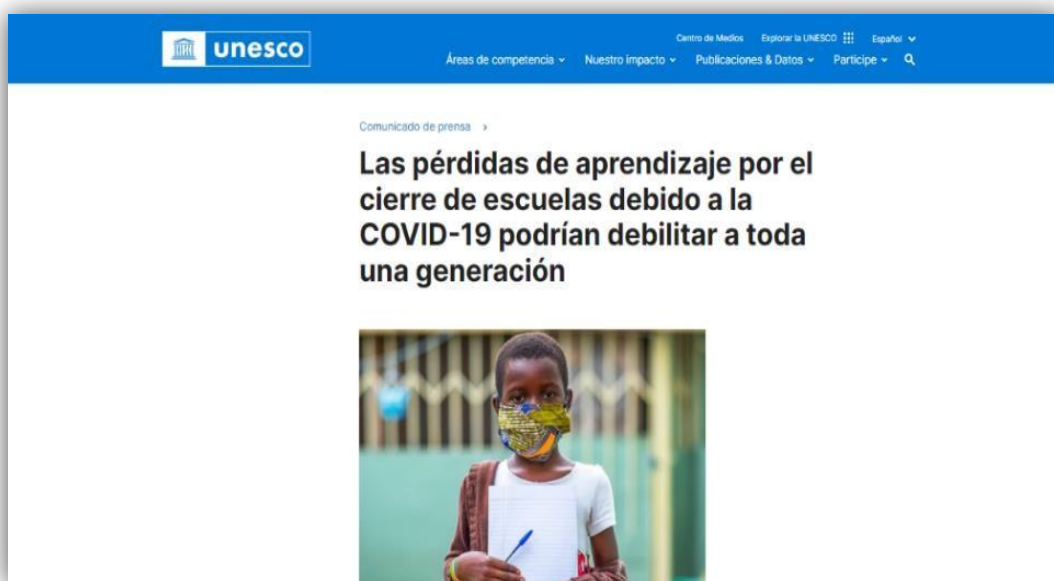 unesco
Centro de Medios Explorar la UNESCO Español
Áreas de competencia Nuestro impacto Publicaciones & Datos Participe
Comunicado de prensa >
Las pérdidas de aprendizaje por el
cierre de escuelas debido a la
COVID-19 podrían debilitar a toda
una generación